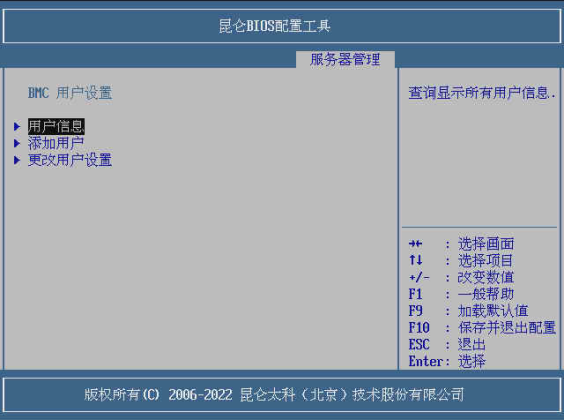 昆仑BIOS配置工具
服务器管理
BMC 用户设置
用户信息
添加用户
更改用户设置
查询显示所有用户信息.
→← : 选择画面
↑↓ : 选择项目
+/- : 改变数值
F1 : 一般帮助
F9 : 加载默认值
F10 : 保存并退出配置
ESC : 退出
Enter: 选择
版权所有(C) 2006-2022 昆仑太科（北京）技术股份有限公司